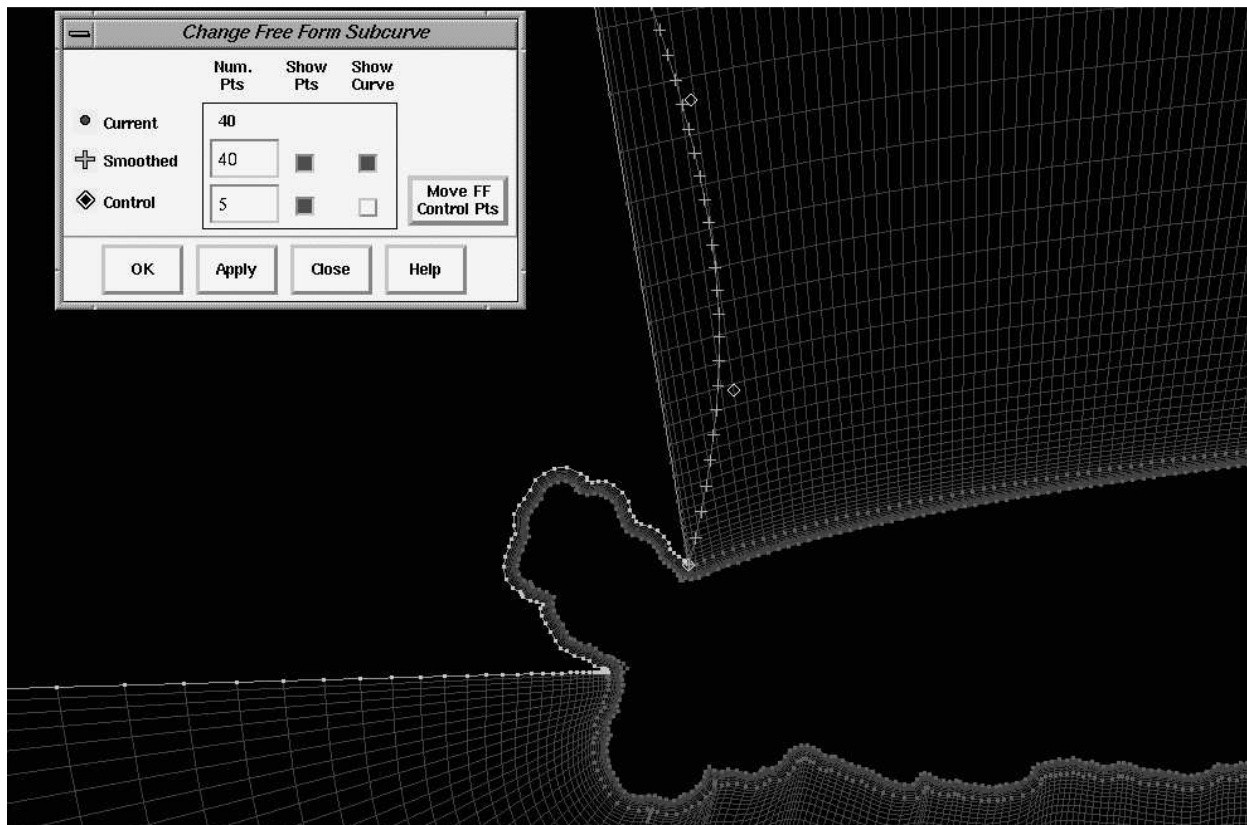 Change Free Form Subcurve
Num. Show Show
Pts Pts Curve
Current 40
Smoothed 40
Control 5
Move FF
Control Pts
OK Apply Close Help